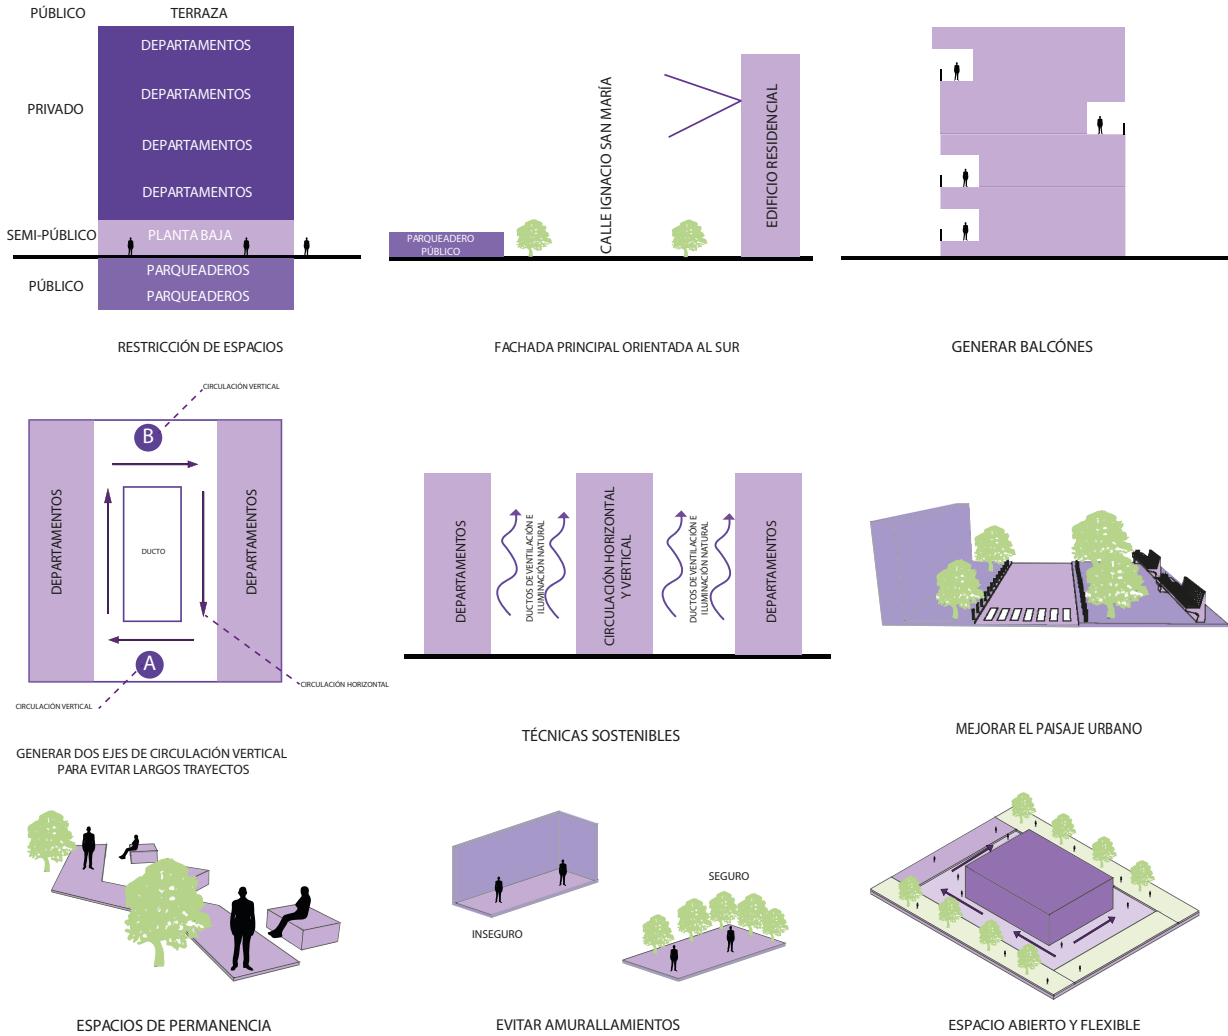 PÚBLICO
TERRAZA
DEPARTAMENTOS
PRIVADO
DEPARTAMENTOS
DEPARTAMENTOS
DEPARTAMENTOS
SEMI-PÚBLICO
PLANTA BAJA
PÚBLICO
PARQUEADEROS
PARQUEADEROS
RESTRICCIÓN DE ESPACIOS
PARQUEADERO
PÚBLICO
CALLE IGNACIO SAN MARÍA
EDIFICIO RESIDENCIAL
FACHADA PRINCIPAL ORIENTADA AL SUR
GENERAR BALCÓNES
CIRCULACIÓN VERTICAL
B
DEPARTAMENTOS
DUCTO
DEPARTAMENTOS
A
CIRCULACIÓN HORIZONTAL
CIRCULACIÓN VERTICAL
GENERAR DOS EJES DE CIRCULACIÓN VERTICAL
PARA EVITAR LARGOS TRAYECTOS
DEPARTAMENTOS
DUCTOS DE VENTILACIÓN E
ILUMINACIÓN NATURAL
CIRCULACIÓN HORIZONTAL
Y VERTICAL
DUCTOS DE VENTILACIÓN E
ILUMINACIÓN NATURAL
DEPARTAMENTOS
TÉCNICAS SOSTENIBLES
MEJORAR EL PAISAJE URBANO
ESPACIOS DE PERMANENCIA
INSEGURO
SEGURO
EVITAR AMURALLAMIENTOS
ESPACIO ABIERTO Y FLEXIBLE